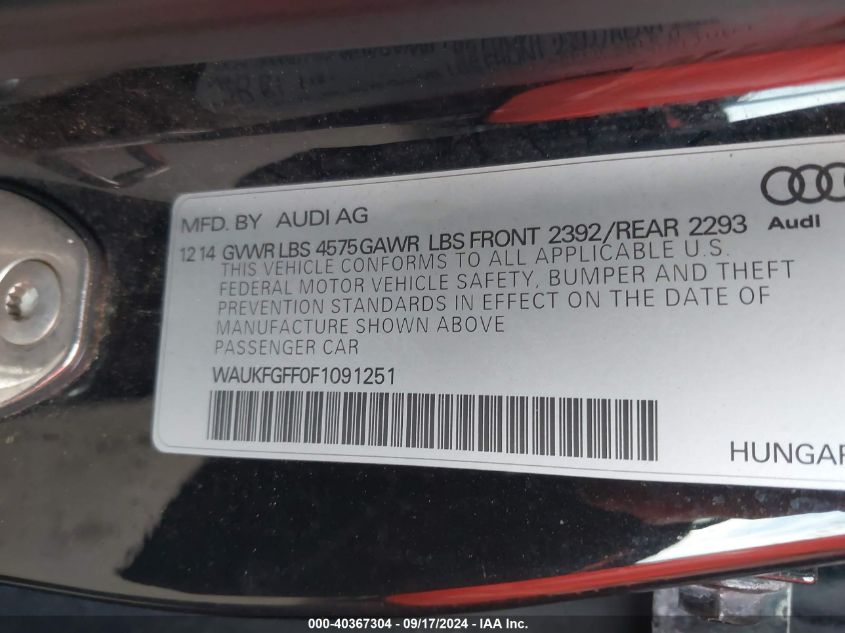 MFD. BY AUDI AG
Audi
12 14 GVWR LBS 4575 GAWR LBS FRONT 2392/REAR 2293
THIS VEHICLE CONFORMS TO ALL APPLICABLE U.S.
FEDERAL MOTOR VEHICLE SAFETY, BUMPER AND THEFT
PREVENTION STANDARDS IN EFFECT ON THE DATE OF
MANUFACTURE SHOWN ABOVE
PASSENGER CAR
WAUKFGFF0F1091251
HUNGAR
000-40367304 / 09/17/2024 / Copyright © IAA, Inc.